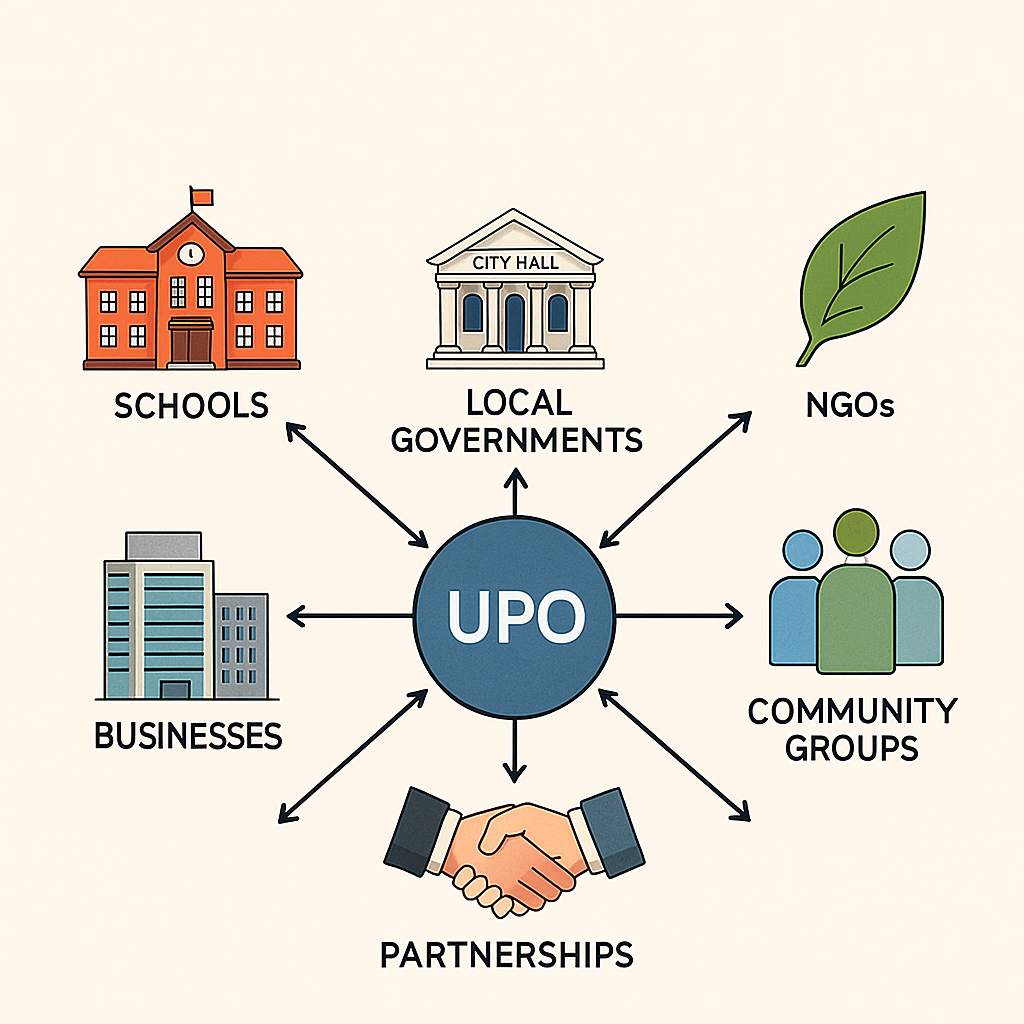 CITY HALL
SCHOOLS
LOCAL
GOVERNMENTS
NGOs
UPO
BUSINESSES
COMMUNITY
GROUPS
PARTNERSHIPS